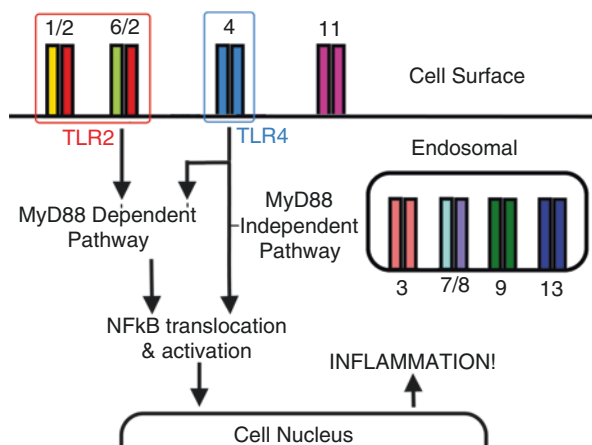 1/2 6/2 4 11
Cell Surface
TLR2 TLR4
Endosomal
MyD88 Dependent
Pathway
MyD88
Independent
Pathway
3 7/8 9 13
NFkB translocation
& activation
INFLAMMATION!
Cell Nucleus